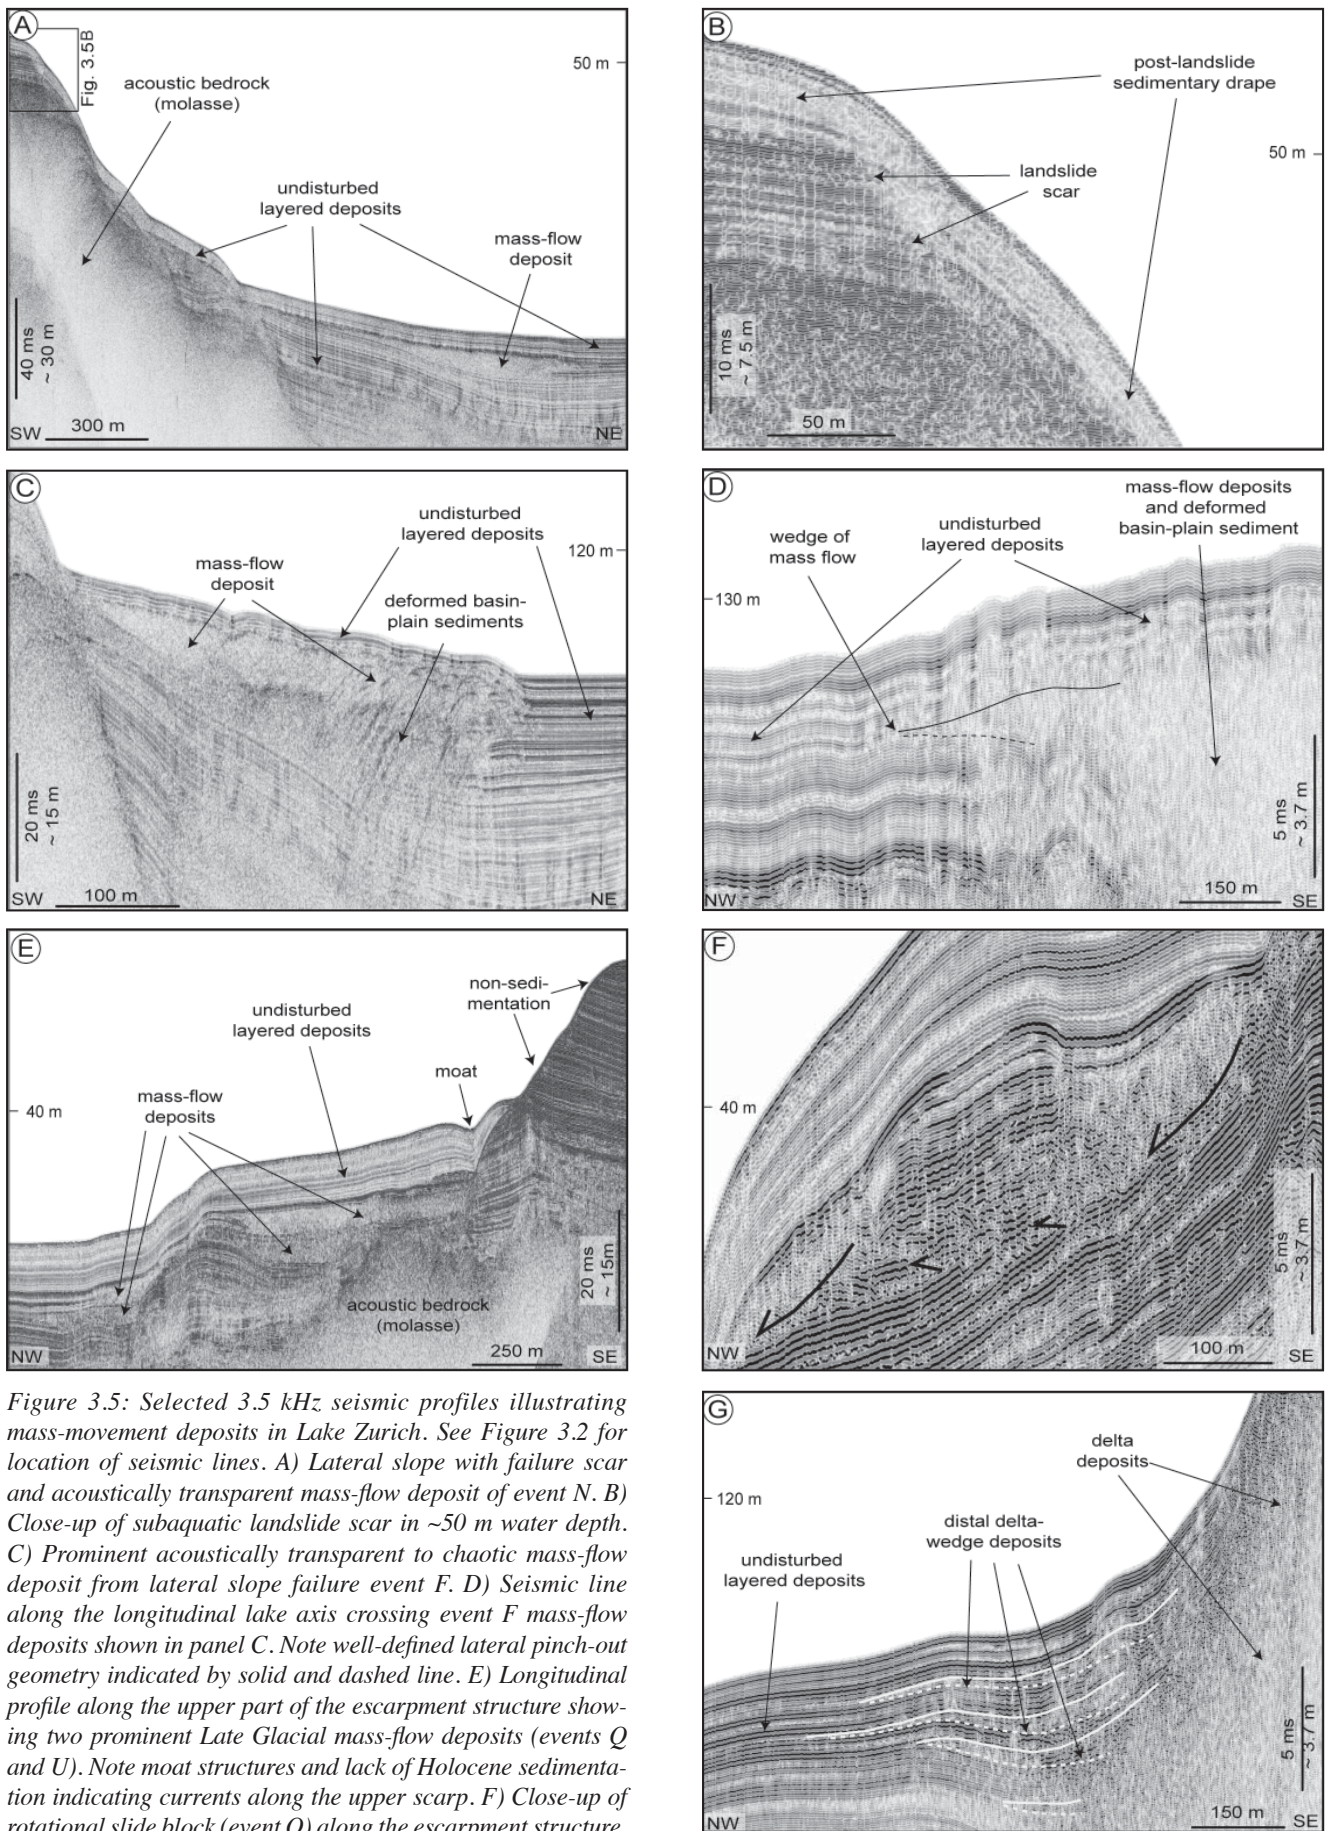 A
Fig. 3.5B
50 m
acoustic bedrock
(molasse)
undisturbed
layered deposits
mass-flow
deposit
40 ms
~ 30 m
SW
300 m
NE
B
post-landslide
sedimentary drape
50 m
landslide
scar
10 ms
~ 7.5 m
50 m
C
undisturbed
layered deposits
120 m
mass-flow
deposit
deformed basin-
plain sediments
20 ms
~ 15 m
SW
100 m
NE
D
mass-flow deposits
and deformed
basin-plain sediment
undisturbed
layered deposits
wedge of
mass flow
130 m
5 ms
~ 3.7 m
NW
150 m
SE
E
non-sedi-
mentation
undisturbed
layered deposits
moat
mass-flow
deposits
40 m
20 ms
~ 15m
acoustic bedrock
(molasse)
NW
250 m
SE
F
40 m
5 ms
~ 3.7 m
NW
100 m
SE
Figure 3.5: Selected 3.5 kHz seismic profiles illustrating
mass-movement deposits in Lake Zurich. See Figure 3.2 for
location of seismic lines. A) Lateral slope with failure scar
and acoustically transparent mass-flow deposit of event N. B)
Close-up of subaquatic landslide scar in ~50 m water depth.
C) Prominent acoustically transparent to chaotic mass-flow
deposit from lateral slope failure event F. D) Seismic line
along the longitudinal lake axis crossing event F mass-flow
deposits shown in panel C. Note well-defined lateral pinch-out
geometry indicated by solid and dashed line. E) Longitudinal
profile along the upper part of the escarpment structure show-
ing two prominent Late Glacial mass-flow deposits (events Q
and U). Note moat structures and lack of Holocene sedimenta-
tion indicating currents along the upper scarp. F) Close-up of
rotational slide block (event Q) along the escarpment structure.
G
delta
deposits
120 m
distal delta-
wedge deposits
undisturbed
layered deposits
5 ms
~ 3.7 m
NW
150 m
SE